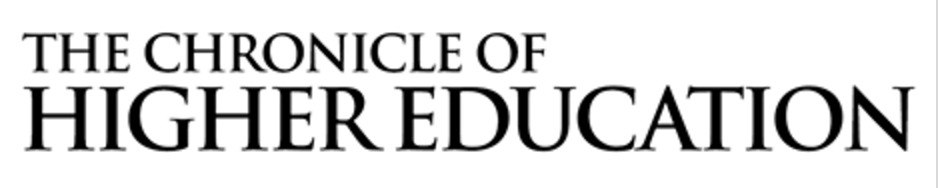 THE CHRONICLE OF
HIGHER EDUCATION